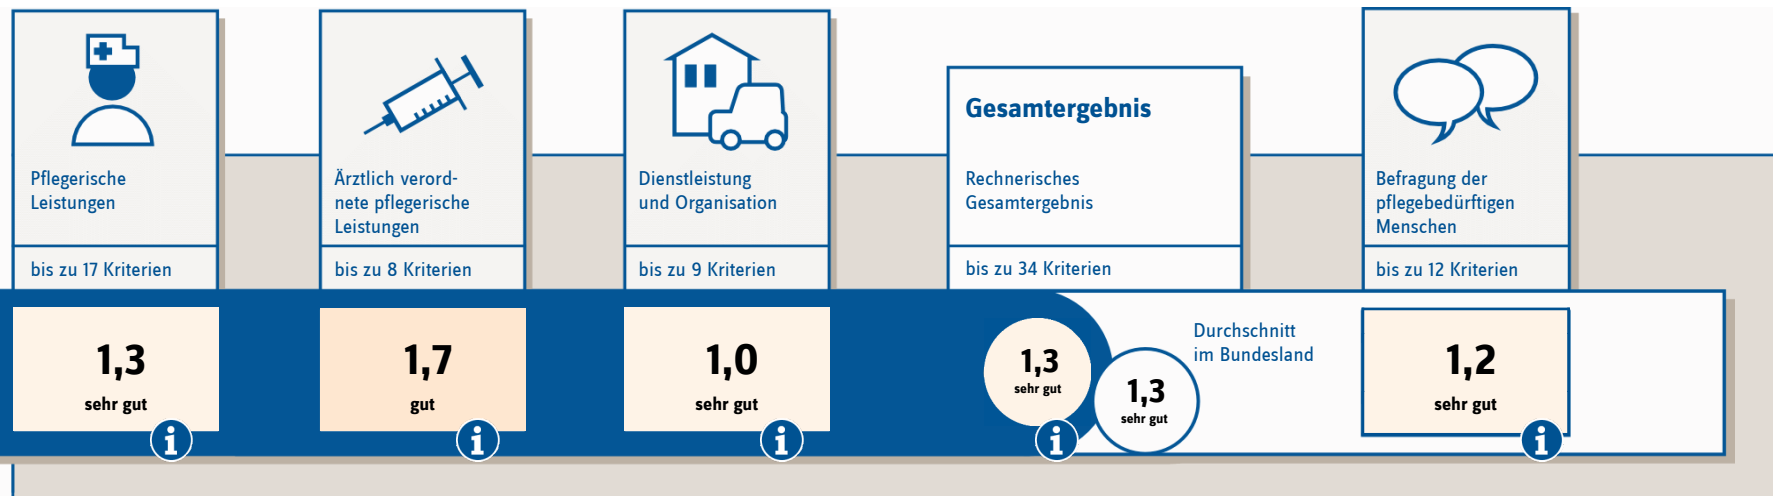 Pflegerische
Leistungen
bis zu 17 Kriterien
1,3
sehr gut
i
Ärztlich verord-
nete pflegerische
Leistungen
bis zu 8 Kriterien
1,7
gut
i
Dienstleistung
und Organisation
bis zu 9 Kriterien
1,0
sehr gut
i
Gesamtergebnis
Rechnerisches
Gesamtergebnis
bis zu 34 Kriterien
1,3
sehr gut
i
1,3
sehr gut
Durchschnitt
im Bundesland
Befragung der
pflegebedürftigen
Menschen
bis zu 12 Kriterien
1,2
sehr gut
i